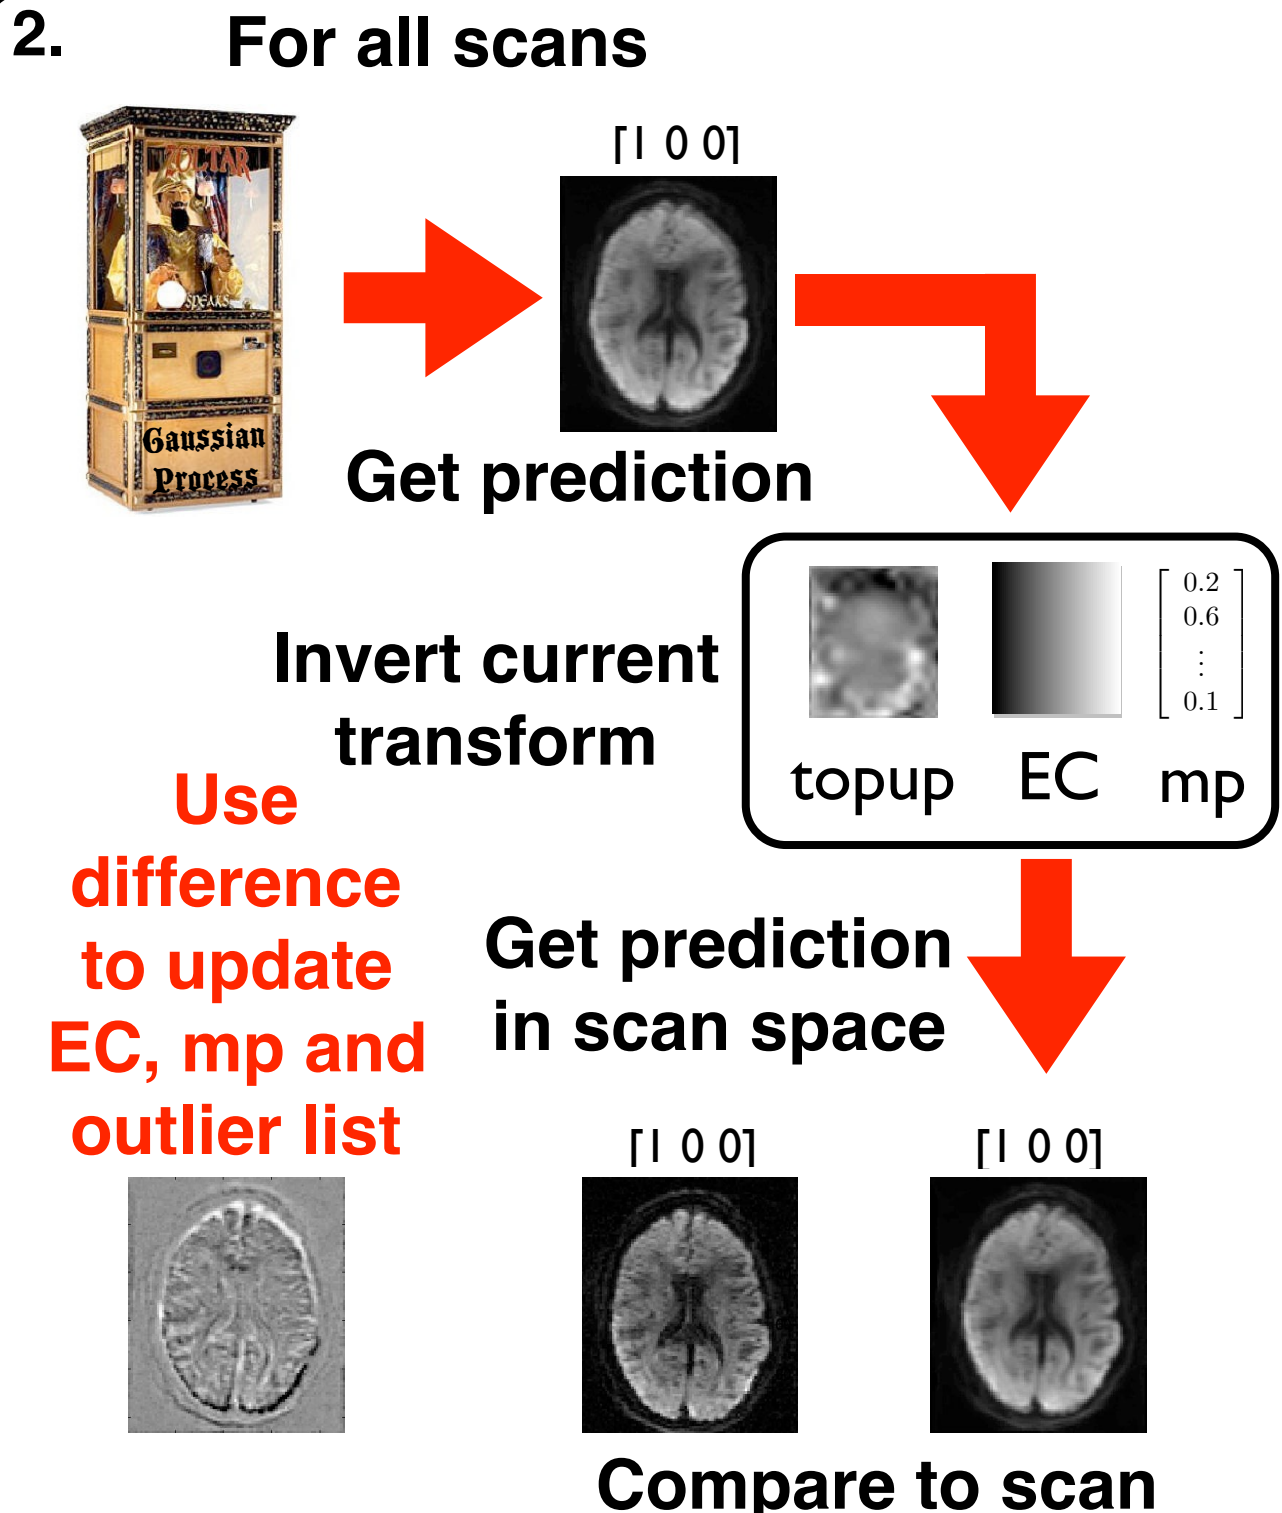 2.
For all scans
ZOLTAR
SPEAKS
Gaussian
Process
[1 0 0]
Get prediction
Invert current
transform
0.2
0.6
⋮
0.1
topup
EC
mp
Use
difference
to update
EC, mp and
outlier list
Get prediction
in scan space
[1 0 0]
[1 0 0]
Compare to scan